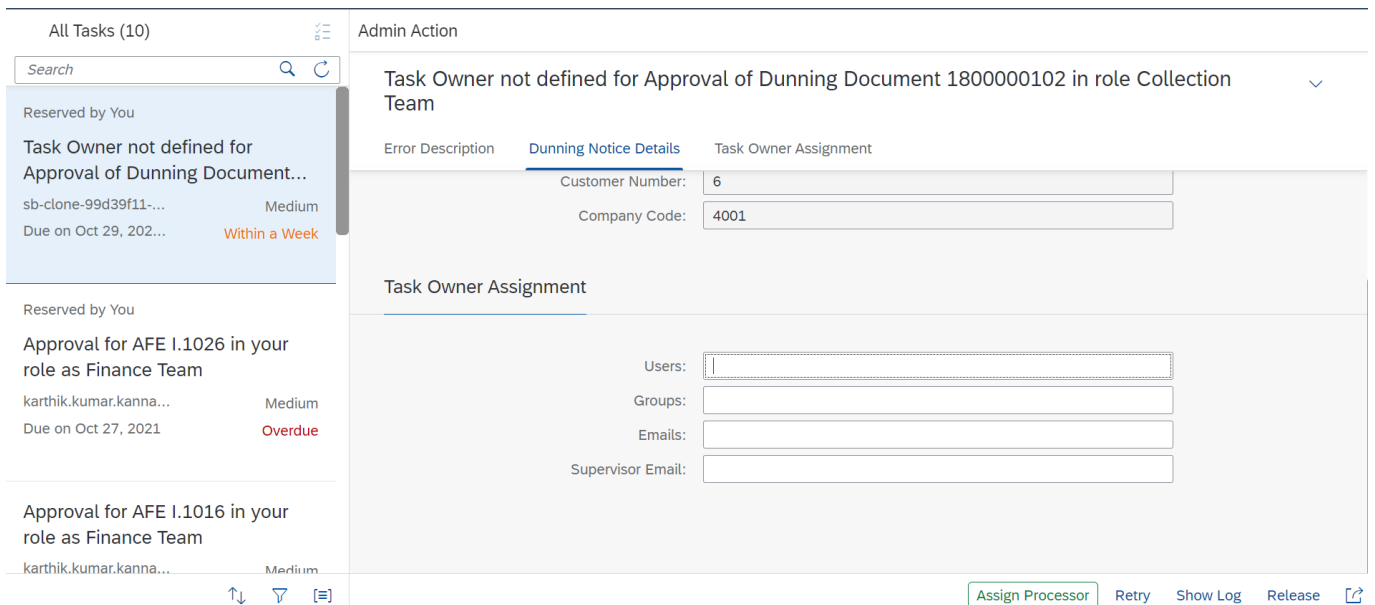 All Tasks (10)
Search
Reserved by You
Task Owner not defined for
Approval of Dunning Document...
sb-clone-99d39f11-...
Medium
Due on Oct 29, 202...
Within a Week
Reserved by You
Approval for AFE I.1026 in your
role as Finance Team
karthik.kumar.kanna...
Medium
Due on Oct 27, 2021
Overdue
Approval for AFE I.1016 in your
role as Finance Team
karthik.kumar.kanna...
Medium
Admin Action
Task Owner not defined for Approval of Dunning Document 1800000102 in role Collection
Team
Error Description
Dunning Notice Details
Task Owner Assignment
Customer Number: 6
Company Code: 4001
Task Owner Assignment
Users:
Groups:
Emails:
Supervisor Email:
Assign Processor
Retry
Show Log
Release